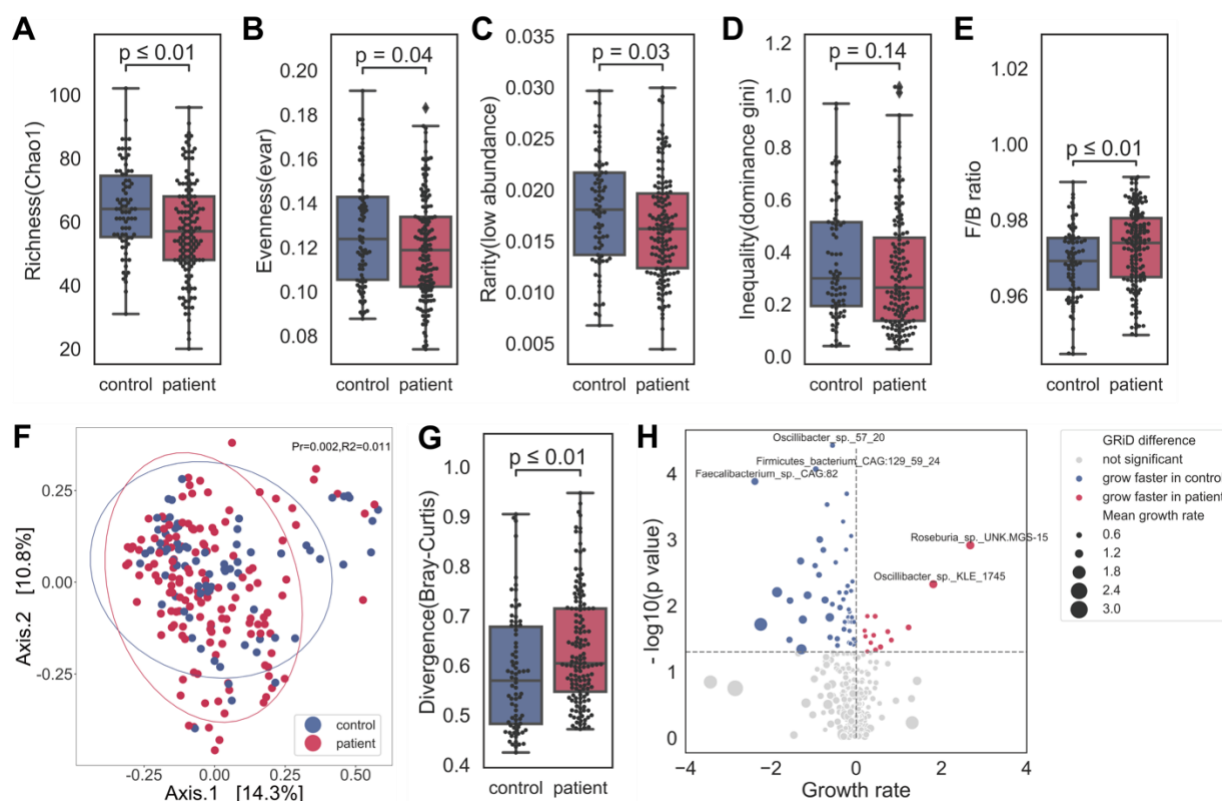 A
p ≤ 0.01
Richness(Chao1)
100
80
60
40
20
control patient
B
p = 0.04
Evenness(evar)
0.20
0.18
0.16
0.14
0.12
0.10
0.08
control patient
C
p = 0.03
Rarity(low abundance)
0.035
0.030
0.025
0.020
0.015
0.010
0.005
control patient
D
p = 0.14
Inequality(dominance gini)
1.2
1.0
0.8
0.6
0.4
0.2
0.0
control patient
E
p ≤ 0.01
F/B ratio
1.02
1.00
0.98
0.96
control patient
F
Pr=0.002,R2=0.011
Axis.2 [10.8%]
0.25
0.00
-0.25
control
patient
-0.25 0.00 0.25 0.50
Axis.1 [14.3%]
G
p ≤ 0.01
Divergence(Bray-Curtis)
1.0
0.9
0.8
0.7
0.6
0.5
0.4
control patient
H
Oscillibacter_sp._57_20
Firmicutes_bacterium_CAG:129_59_24
Faecalibacterium_sp._CAG:82
Roseburia_sp._UNK.MGS-15
Oscillibacter_sp._KLE_1745
- log10(p value)
4
3
2
1
0
−4 −2 0 2 4
Growth rate
GRiD difference
not significant
grow faster in control
grow faster in patient
Mean growth rate
0.6
1.2
1.8
2.4
3.0